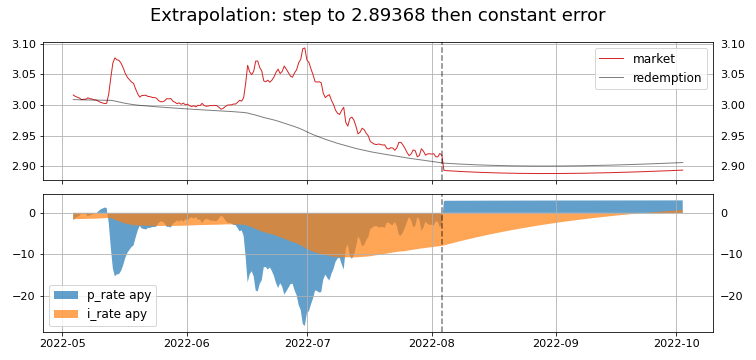 Extrapolation: step to 2.89368 then constant error
3.10 3.10
market
redemption
3.05 3.05
3.00 3.00
2.95 2.95
2.90 2.90
0 0
−10 −10
−20 −20
p_rate apy
i_rate apy
2022-05 2022-06 2022-07 2022-08 2022-09 2022-10